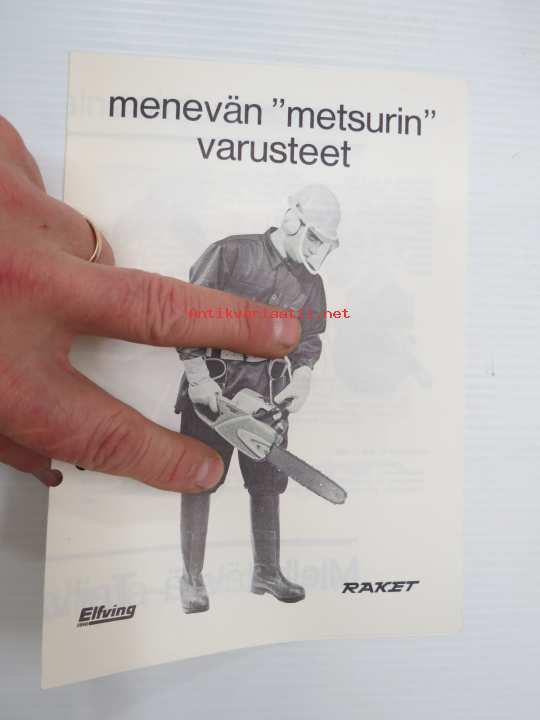 menevän ”metsurin”
varusteet
Antikvariaatti.net
Elfving
RAKET